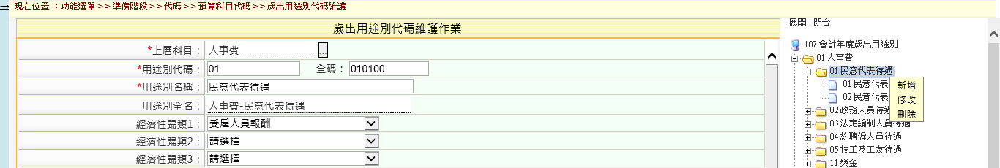 現在位置 ：功能選單>>準備階段>>代碼>>預算科目代碼>>歲出用途別代碼維護
歲出用途別代碼維護作業
*上層科目： 人事費 ...
*用途別代碼： 01 全碼： 010100
*用途別名稱： 民意代表待遇
用途別全名： 人事費-民意代表待遇
經濟性歸類1： 受雇人員報酬
經濟性歸類2： 請選擇
經濟性歸類3： 請選擇
展開 | 閉合
107 會計年度歲出用途別
01 人事費
01 民意代表待遇
01 民意代表
02 民意代表
02 政務人員待遇
03 法定編制人員待遇
04 約聘僱人員待遇
05 技工及工友待遇
11 獎金
新增
修改
刪除